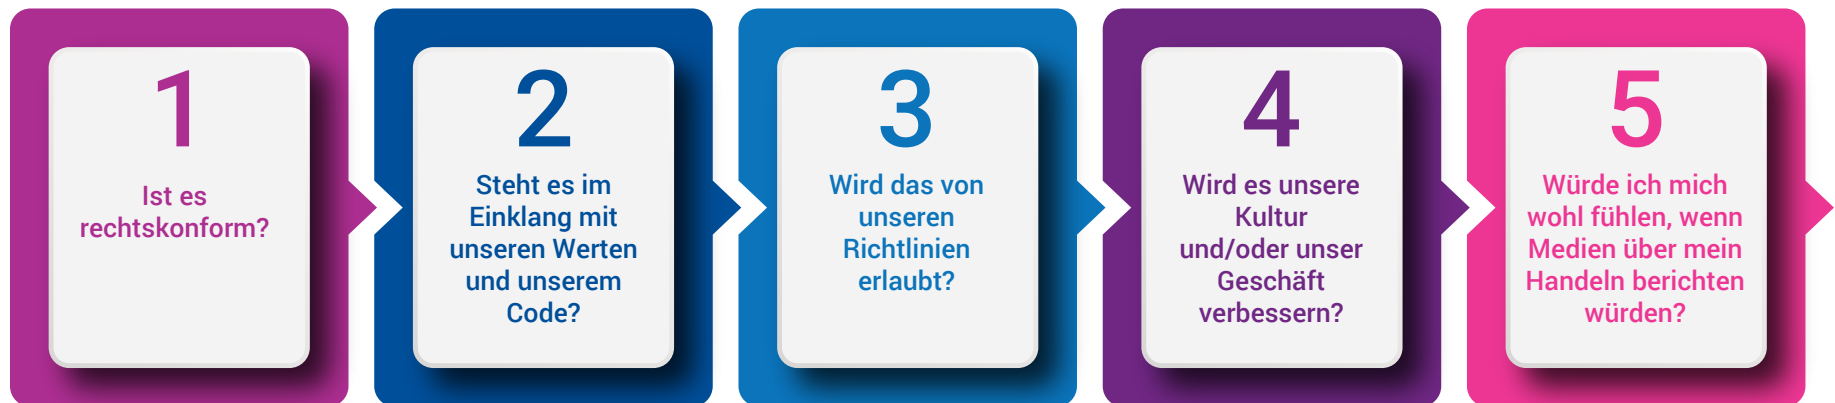 1
Ist es
rechtskonform?
2
Steht es im
Einklang mit
unseren Werten
und unserem
Code?
3
Wird das von
unseren
Richtlinien
erlaubt?
4
Wird es unsere
Kultur
und/oder unser
Geschäft
verbessern?
5
Würde ich mich
wohl fühlen, wenn
Medien über mein
Handeln berichten
würden?